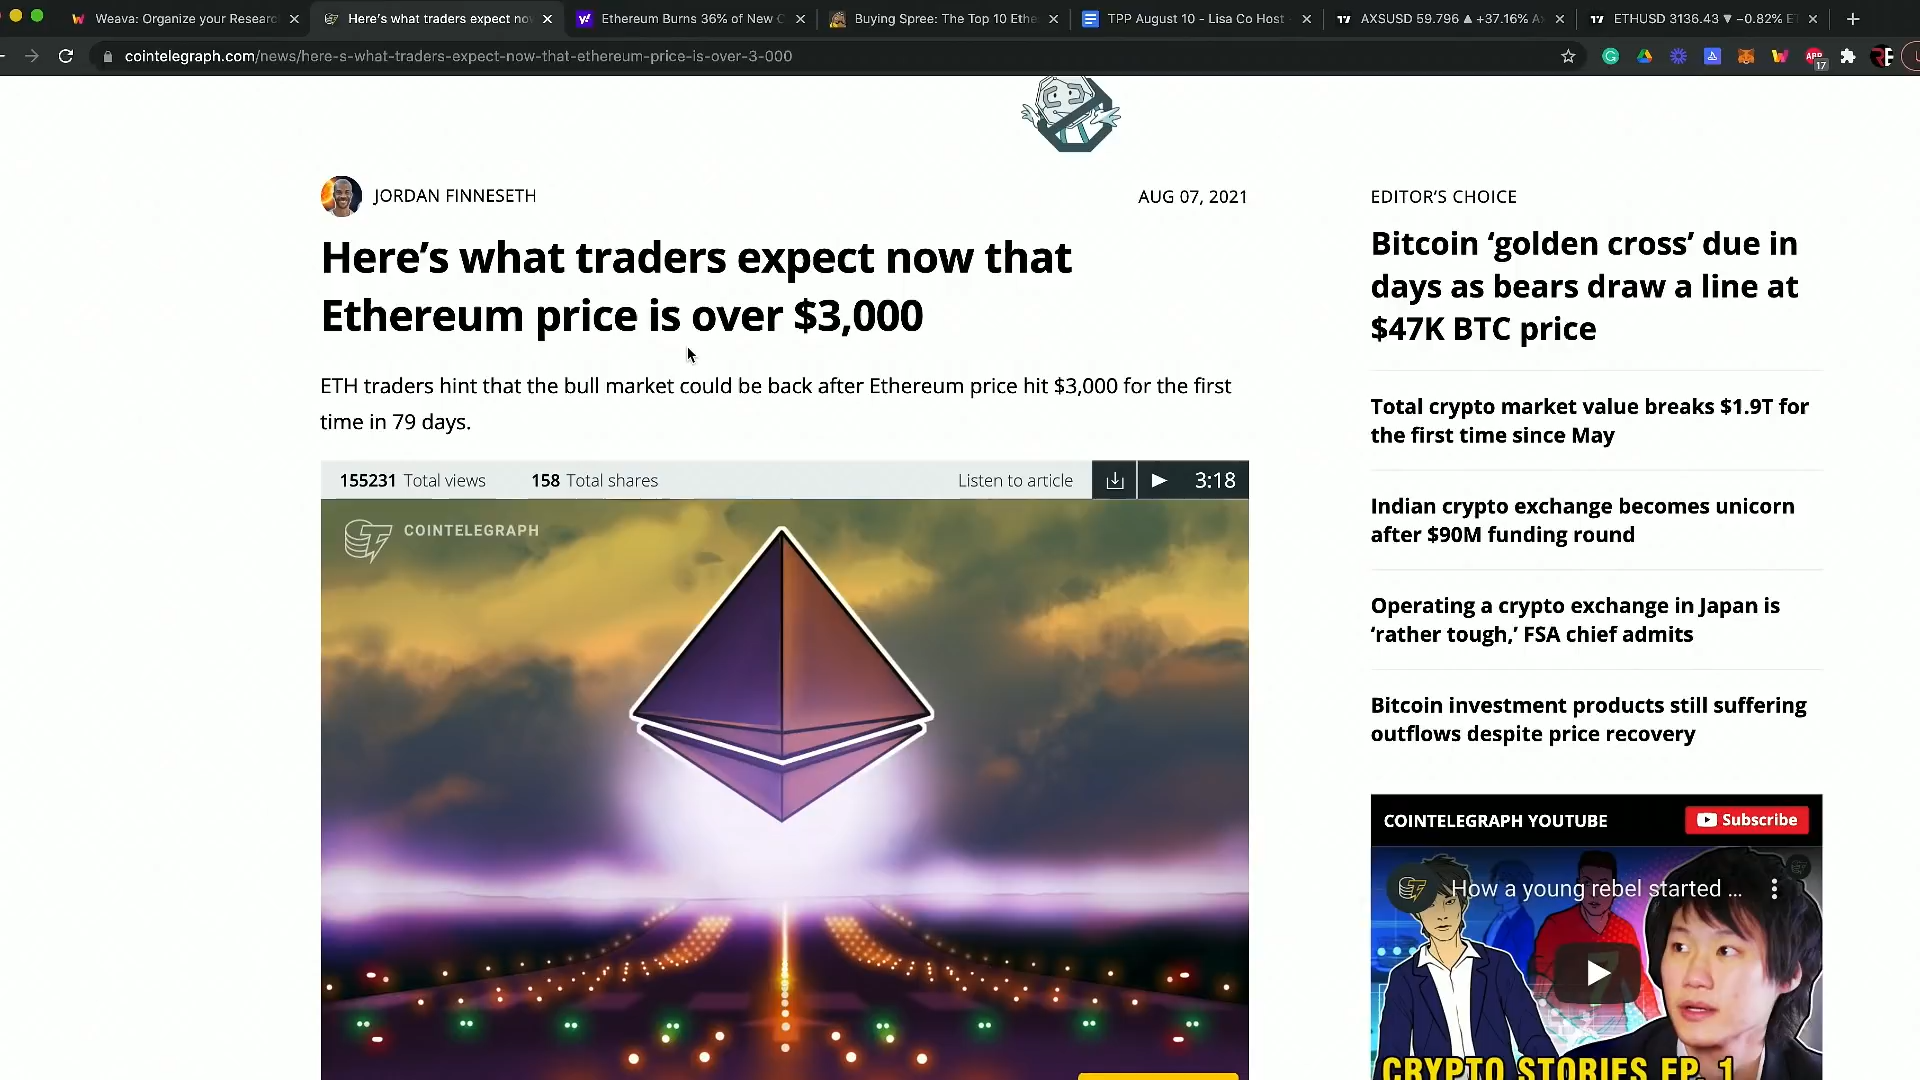 Weava: Organize your Researc
Here's what traders expect no
Ethereum Burns 36% of New C
Buying Spree: The Top 10 Ethe
TPP August 10 - Lisa Co Host
AXSUSD 59.796 ▲ +37.16% A
ETHUSD 3136.43 ▼ −0.82% E
cointelegraph.com/news/here-s-what-traders-expect-now-that-ethereum-price-is-over-3-000
ABP
17
JORDAN FINNESETH
AUG 07, 2021
Here's what traders expect now that
Ethereum price is over $3,000
ETH traders hint that the bull market could be back after Ethereum price hit $3,000 for the first
time in 79 days.
155231 Total views
158 Total shares
Listen to article
3:18
COINTELEGRAPH
EDITOR'S CHOICE
Bitcoin ‘golden cross’ due in
days as bears draw a line at
$47K BTC price
Total crypto market value breaks $1.9T for
the first time since May
Indian crypto exchange becomes unicorn
after $90M funding round
Operating a crypto exchange in Japan is
‘rather tough,’ FSA chief admits
Bitcoin investment products still suffering
outflows despite price recovery
COINTELEGRAPH YOUTUBE
Subscribe
How a young rebel started ...
CRYPTO STORIES EP. 1